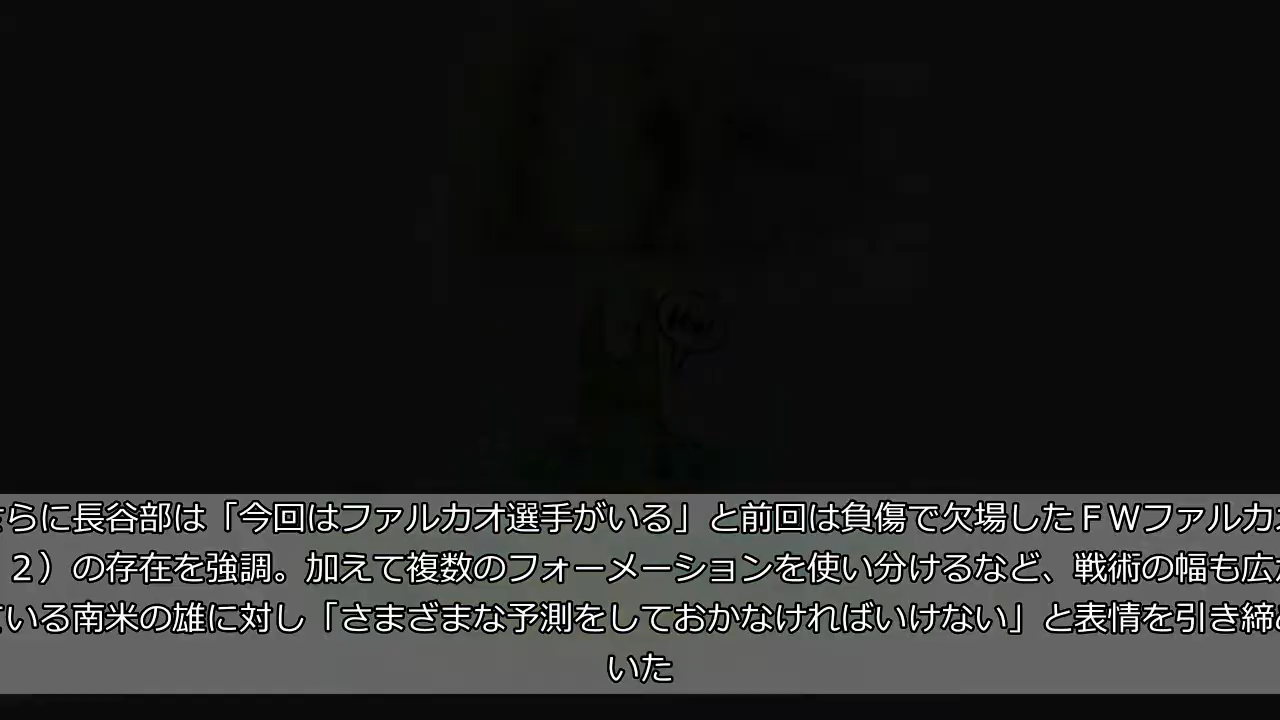 さらに長谷部は「今回はファルカオ選手がいる」と前回は負傷で欠場したＦＷファルカオ
２）の存在を強調。加えて複数のフォーメーションを使い分けるなど、戦術の幅も広が
ている南米の雄に対し「さまざまな予測をしておかなければいけない」と表情を引き締め
いた